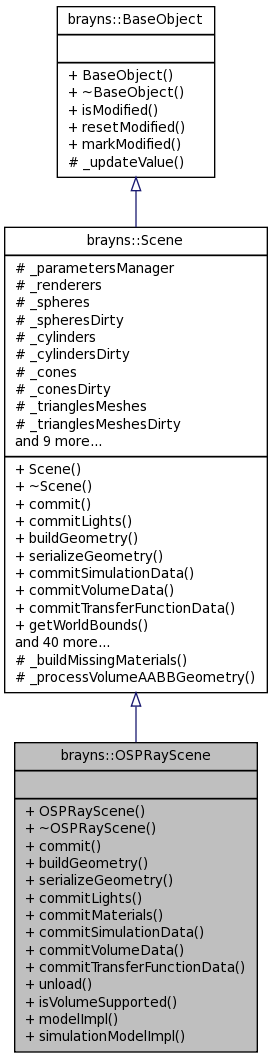 brayns::BaseObject
+ BaseObject()
+ ~BaseObject()
+ isModified()
+ resetModified()
+ markModified()
# _updateValue()
brayns::Scene
# _parametersManager
# _renderers
# _spheres
# _spheresDirty
# _cylinders
# _cylindersDirty
# _cones
# _conesDirty
# _trianglesMeshes
# _trianglesMeshesDirty
and 9 more...
+ Scene()
+ ~Scene()
+ commit()
+ commitLights()
+ buildGeometry()
+ serializeGeometry()
+ commitSimulationData()
+ commitVolumeData()
+ commitTransferFunctionData()
+ getWorldBounds()
and 40 more...
# _buildMissingMaterials()
# _processVolumeAABBGeometry()
brayns::OSPRayScene
+ OSPRayScene()
+ ~OSPRayScene()
+ commit()
+ buildGeometry()
+ serializeGeometry()
+ commitLights()
+ commitMaterials()
+ commitSimulationData()
+ commitVolumeData()
+ commitTransferFunctionData()
+ unload()
+ isVolumeSupported()
+ modelImpl()
+ simulationModelImpl()